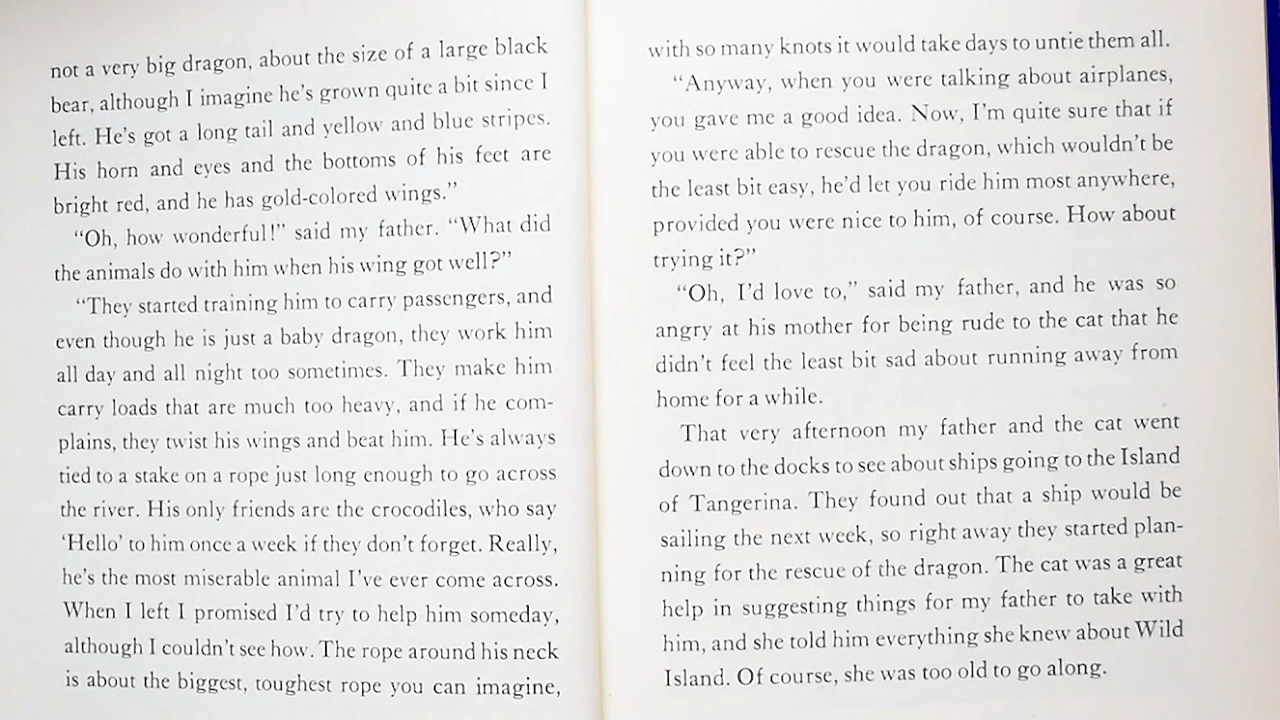 not a very big dragon, about the size of a large black
bear, although I imagine he's grown quite a bit since I
left. He's got a long tail and yellow and blue stripes.
His horn and eyes and the bottoms of his feet are
bright red, and he has gold-colored wings.”
“Oh, how wonderful!” said my father. “What did
the animals do with him when his wing got well?”
“They started training him to carry passengers, and
even though he is just a baby dragon, they work him
all day and all night too sometimes. They make him
carry loads that are much too heavy, and if he com-
plains, they twist his wings and beat him. He's always
tied to a stake on a rope just long enough to go across
the river. His only friends are the crocodiles, who say
‘Hello’ to him once a week if they don't forget. Really,
he's the most miserable animal I've ever come across.
When I left I promised I'd try to help him someday,
although I couldn't see how. The rope around his neck
is about the biggest, toughest rope you can imagine,
with so many knots it would take days to untie them all.
“Anyway, when you were talking about airplanes,
you gave me a good idea. Now, I'm quite sure that if
you were able to rescue the dragon, which wouldn't be
the least bit easy, he'd let you ride him most anywhere,
provided you were nice to him, of course. How about
trying it?”
“Oh, I'd love to,” said my father, and he was so
angry at his mother for being rude to the cat that he
didn't feel the least bit sad about running away from
home for a while.
That very afternoon my father and the cat went
down to the docks to see about ships going to the Island
of Tangerina. They found out that a ship would be
sailing the next week, so right away they started plan-
ning for the rescue of the dragon. The cat was a great
help in suggesting things for my father to take with
him, and she told him everything she knew about Wild
Island. Of course, she was too old to go along.